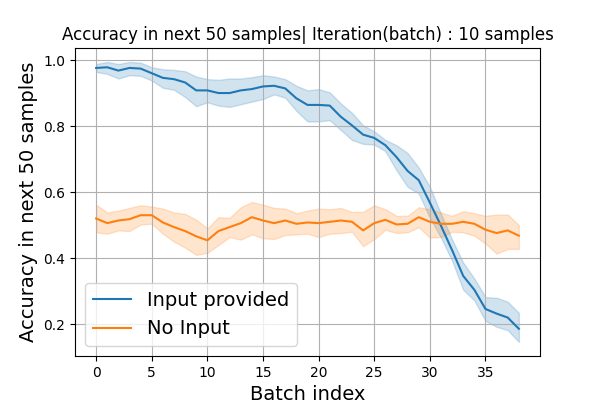 Accuracy in next 50 samples| Iteration(batch) : 10 samples
Accuracy in next 50 samples
1.0
0.8
0.6
0.4
0.2
Input provided
No Input
0 5 10 15 20 25 30 35
Batch index